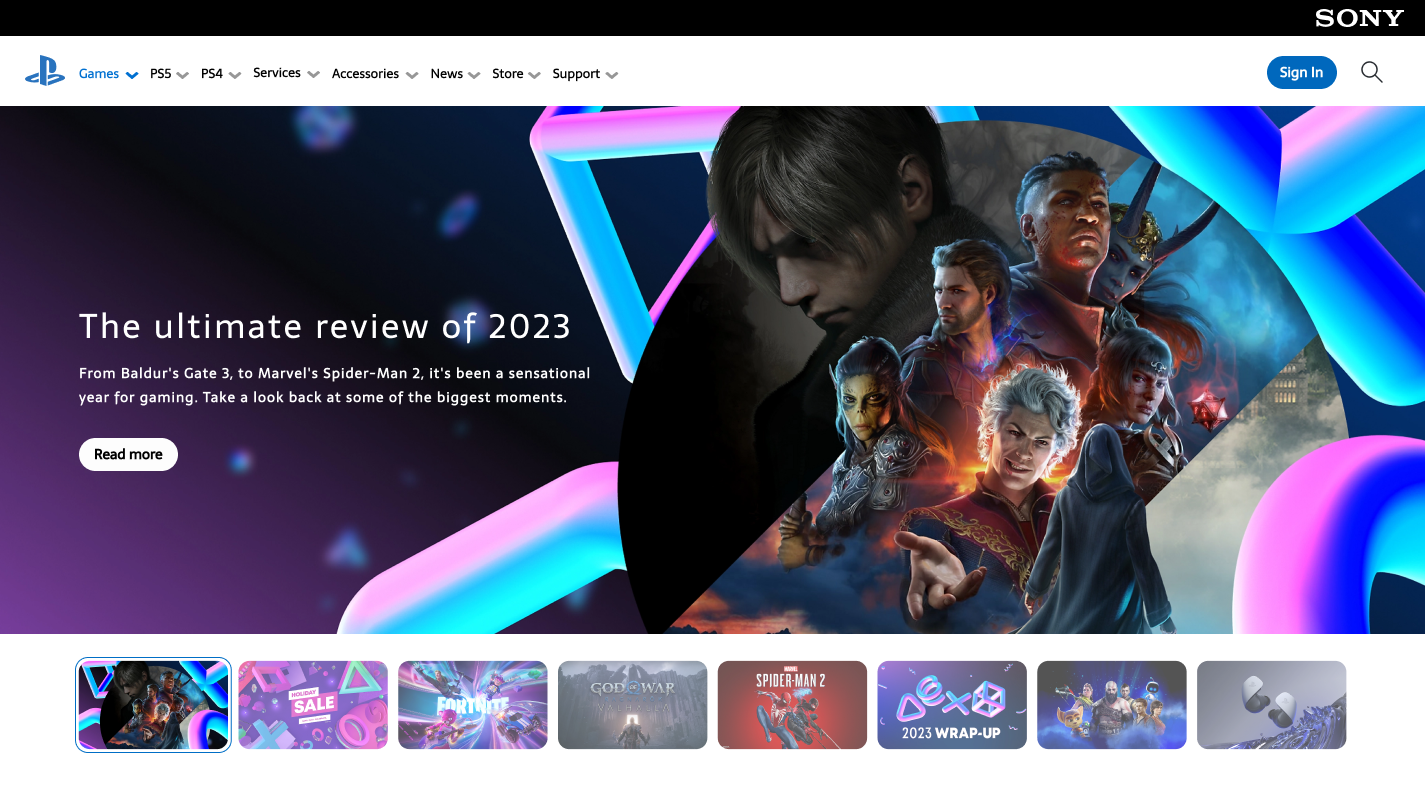 SONY
Games PS5 PS4 Services Accessories News Store Support Sign In
The ultimate review of 2023
From Baldur's Gate 3, to Marvel's Spider-Man 2, it's been a sensational
year for gaming. Take a look back at some of the biggest moments.
Read more
HOLIDAY
SALE
FORTNITE
GOD OF WAR
VALHALLA
MARVEL
SPIDER-MAN 2
2023 WRAP-UP